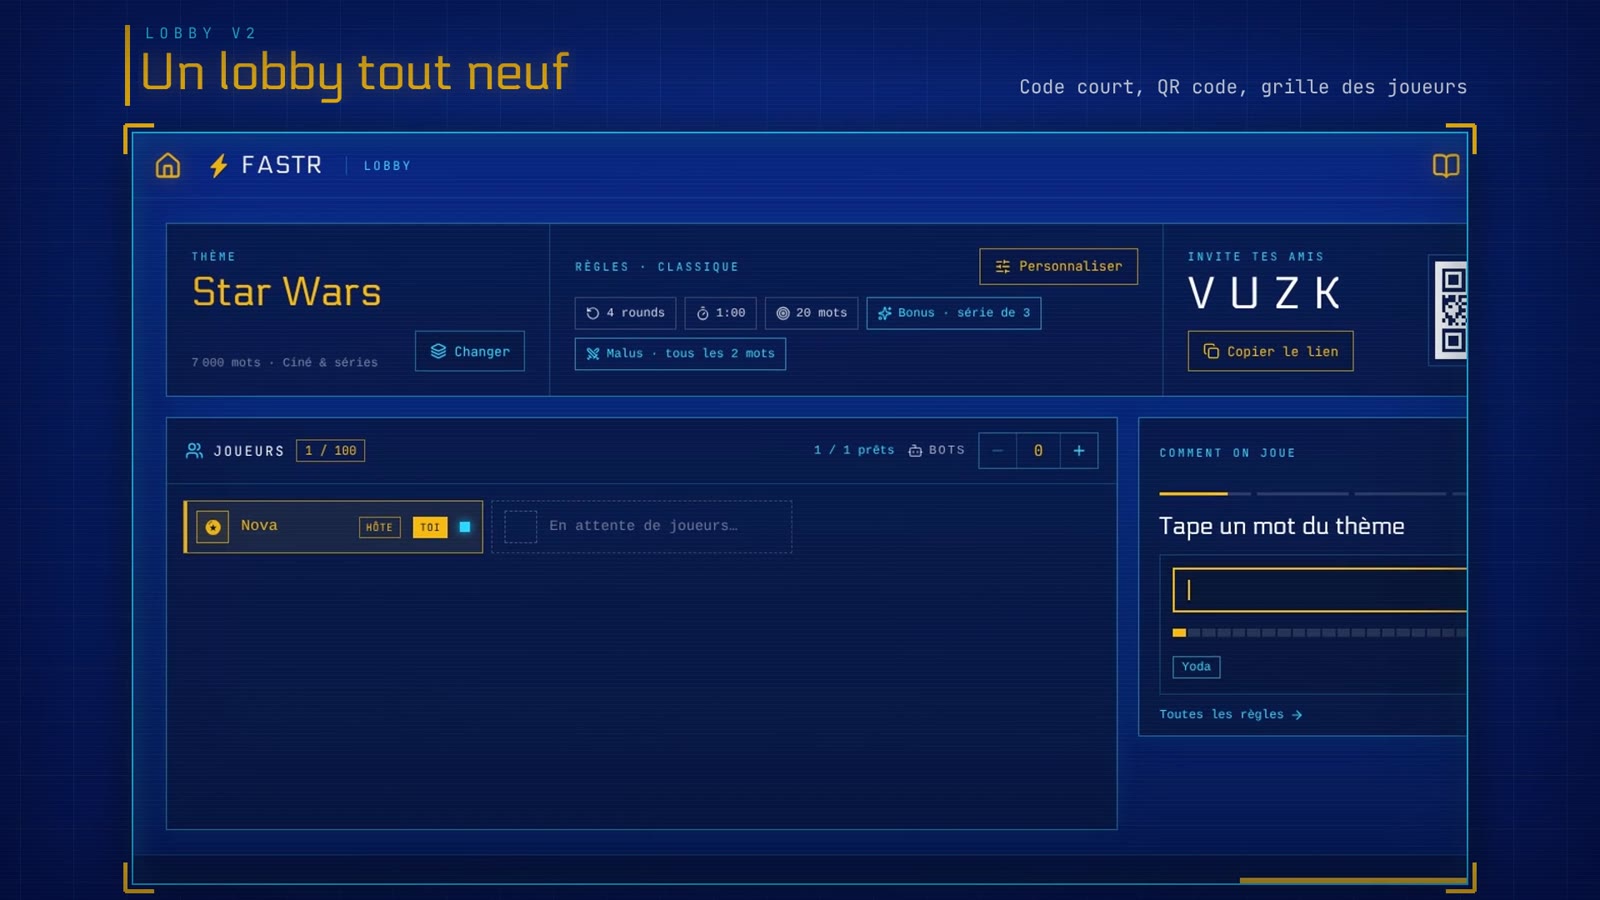 LOBBY V2
Un lobby tout neuf
Code court, QR code, grille des joueurs
FASTR
LOBBY
THÈME
Star Wars
7 000 mots · Ciné & séries
Changer
RÈGLES · CLASSIQUE
Personnaliser
4 rounds
1:00
20 mots
Bonus · série de 3
Malus · tous les 2 mots
INVITE TES AMIS
VUZK
Copier le lien
JOUEURS
1 / 100
1 / 1 prêts
BOTS
− 0 +
Nova
HÔTE
TOI
En attente de joueurs…
COMMENT ON JOUE
Tape un mot du thème
Yoda
Toutes les règles →